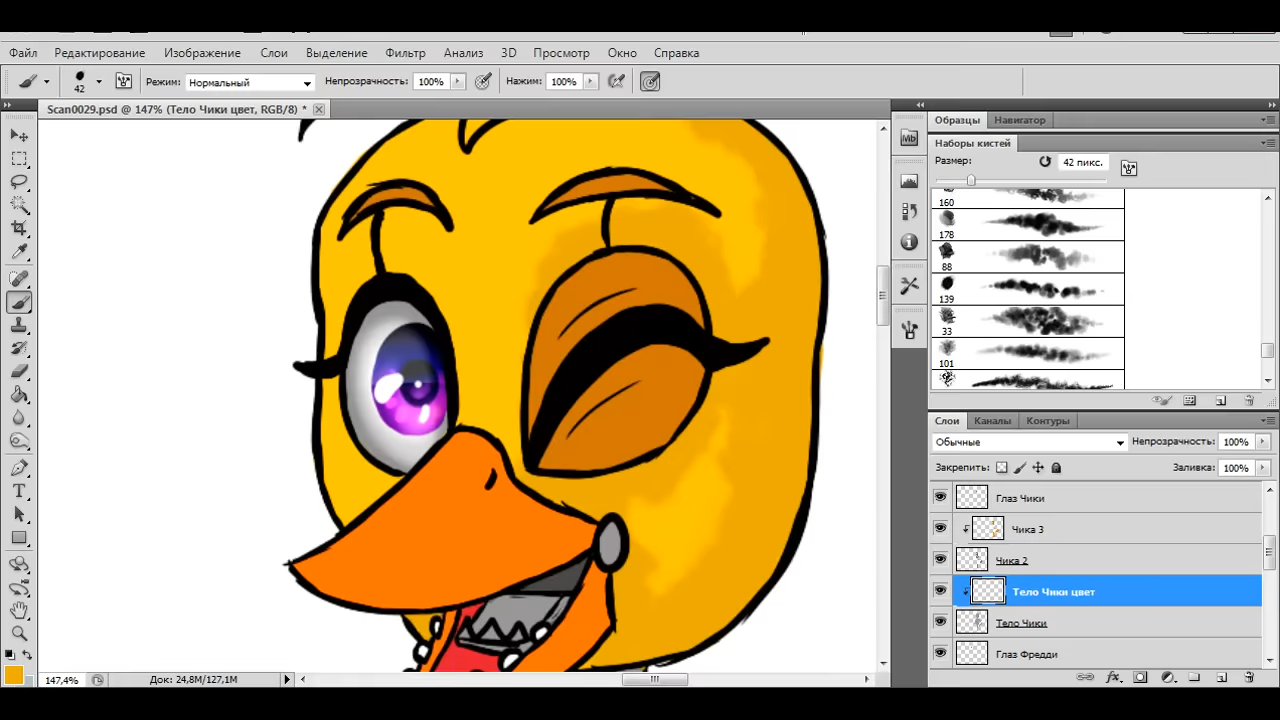 Файл Редактирование Изображение Слои Выделение Фильтр Анализ 3D Просмотр Окно Справка
42 Режим: Нормальный Непрозрачность: 100% Нажим: 100%
Scan0029.psd @ 147% (Тело Чики цвет, RGB/8) *
Образцы Навигатор
Наборы кистей
Размер: 42 пикс.
160
178
88
139
33
101
Mb
Слои Каналы Контуры
Обычные Непрозрачность: 100%
Закрепить: Заливка: 100%
Глаз Чики
Чика 3
Чика 2
Тело Чики цвет
Тело Чики
Глаз Фредди
147,4% Док: 24,8M/127,1M